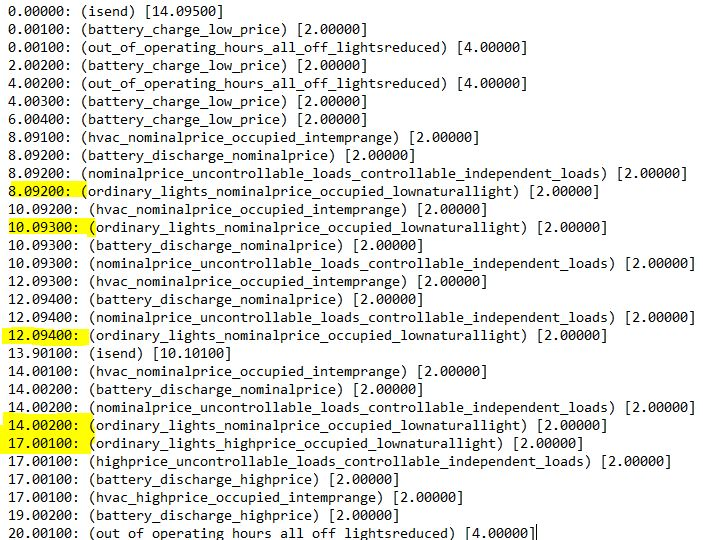 0.00000: (isend) [14.09500]
0.00100: (battery_charge_low_price) [2.00000]
0.00100: (out_of_operating_hours_all_off_lightsreduced) [4.00000]
2.00200: (battery_charge_low_price) [2.00000]
4.00200: (out_of_operating_hours_all_off_lightsreduced) [4.00000]
4.00300: (battery_charge_low_price) [2.00000]
6.00400: (battery_charge_low_price) [2.00000]
8.09100: (hvac_nominalprice_occupied_intemprange) [2.00000]
8.09200: (battery_discharge_nominalprice) [2.00000]
8.09200: (nominalprice_uncontrollable_loads_controllable_independent_loads) [2.00000]
8.09200: (ordinary_lights_nominalprice_occupied_lownaturallight) [2.00000]
10.09200: (hvac_nominalprice_occupied_intemprange) [2.00000]
10.09300: (ordinary_lights_nominalprice_occupied_lownaturallight) [2.00000]
10.09300: (battery_discharge_nominalprice) [2.00000]
10.09300: (nominalprice_uncontrollable_loads_controllable_independent_loads) [2.00000]
12.09300: (hvac_nominalprice_occupied_intemprange) [2.00000]
12.09400: (battery_discharge_nominalprice) [2.00000]
12.09400: (nominalprice_uncontrollable_loads_controllable_independent_loads) [2.00000]
12.09400: (ordinary_lights_nominalprice_occupied_lownaturallight) [2.00000]
13.90100: (isend) [10.10100]
14.00100: (hvac_nominalprice_occupied_intemprange) [2.00000]
14.00200: (battery_discharge_nominalprice) [2.00000]
14.00200: (nominalprice_uncontrollable_loads_controllable_independent_loads) [2.00000]
14.00200: (ordinary_lights_nominalprice_occupied_lownaturallight) [2.00000]
17.00100: (ordinary_lights_highprice_occupied_lownaturallight) [2.00000]
17.00100: (highprice_uncontrollable_loads_controllable_independent_loads) [2.00000]
17.00100: (battery_discharge_highprice) [2.00000]
17.00100: (hvac_highprice_occupied_intemprange) [2.00000]
19.00200: (battery_discharge_highprice) [2.00000]
20.00100: (out_of_operating_hours_all_off_lightsreduced) [4.00000]